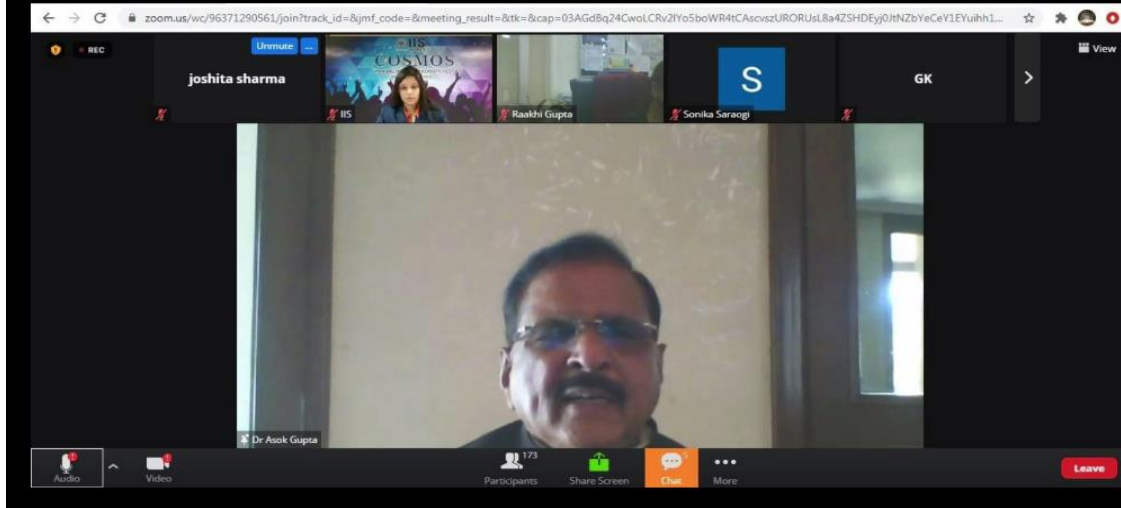 zoom.us/wc/96371290561/join?track_id=&jmf_code=&meeting_result=&tk=&cap=
REC
Unmute ...
View
joshita sharma
IIS
COSMOS
IIS
Raakhi Gupta
S
Sonika Saraogi
GK
Dr Asok Gupta
Audio
Video
173
Participants
Share Screen
5
Chat
More
Leave